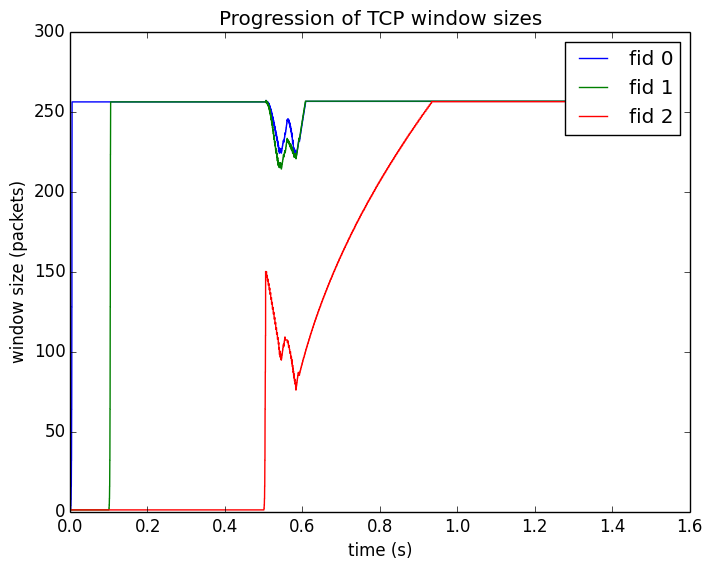 Progression of TCP window sizes
fid 0
fid 1
fid 2
300
250
200
150
100
50
0
window size (packets)
0.0 0.2 0.4 0.6 0.8 1.0 1.2 1.4 1.6
time (s)